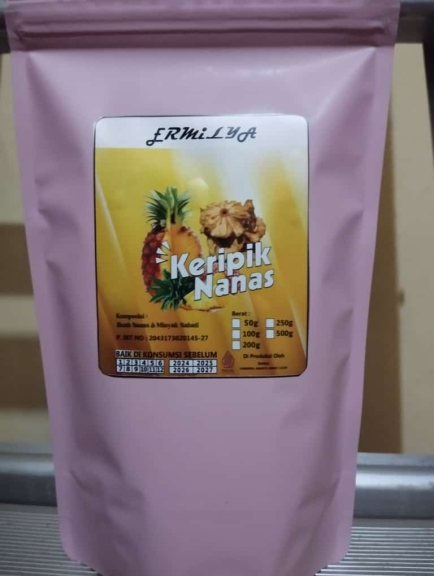 ERMiLYA
Keripik
Nanas
Komposisi :
Buah Nanas & Minyak Nabati
P. IRT NO : 2043173020145-27
Berat :
50g 250g
100g 500g
200g
BAIK DI KONSUMSI SEBELUM
1 2 3 4 5 6 2024 2025
7 8 9 10 11 12 2026 2027
Di Produksi Oleh